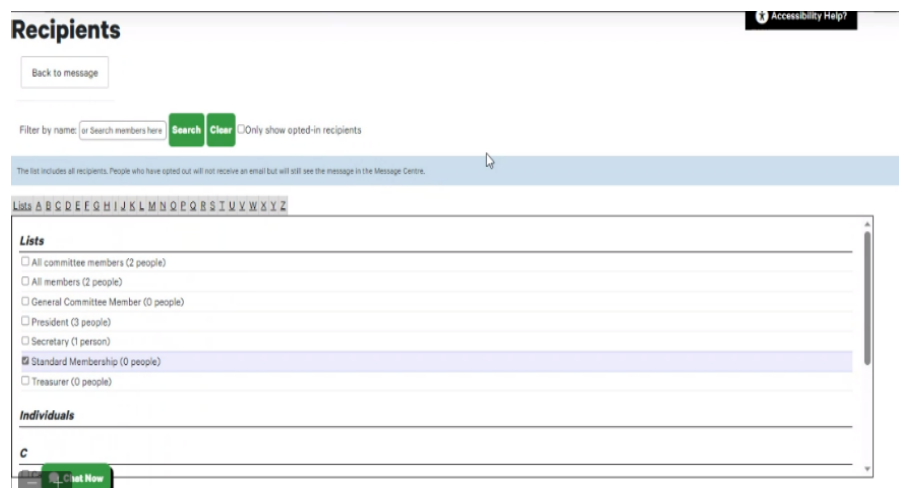 Accessibility Help?
Recipients
Back to message
Filter by name: or Search members here Search Clear Only show opted-in recipients
The list includes all recipients. People who have opted out will not receive an email but will still see the message in the Message Centre.
Lists A B C D E F G H I J K L M N O P Q R S T U V W X Y Z
Lists
All committee members (2 people)
All members (2 people)
General Committee Member (0 people)
President (3 people)
Secretary (1 person)
Standard Membership (0 people)
Treasurer (0 people)
Individuals
C
Chat Now